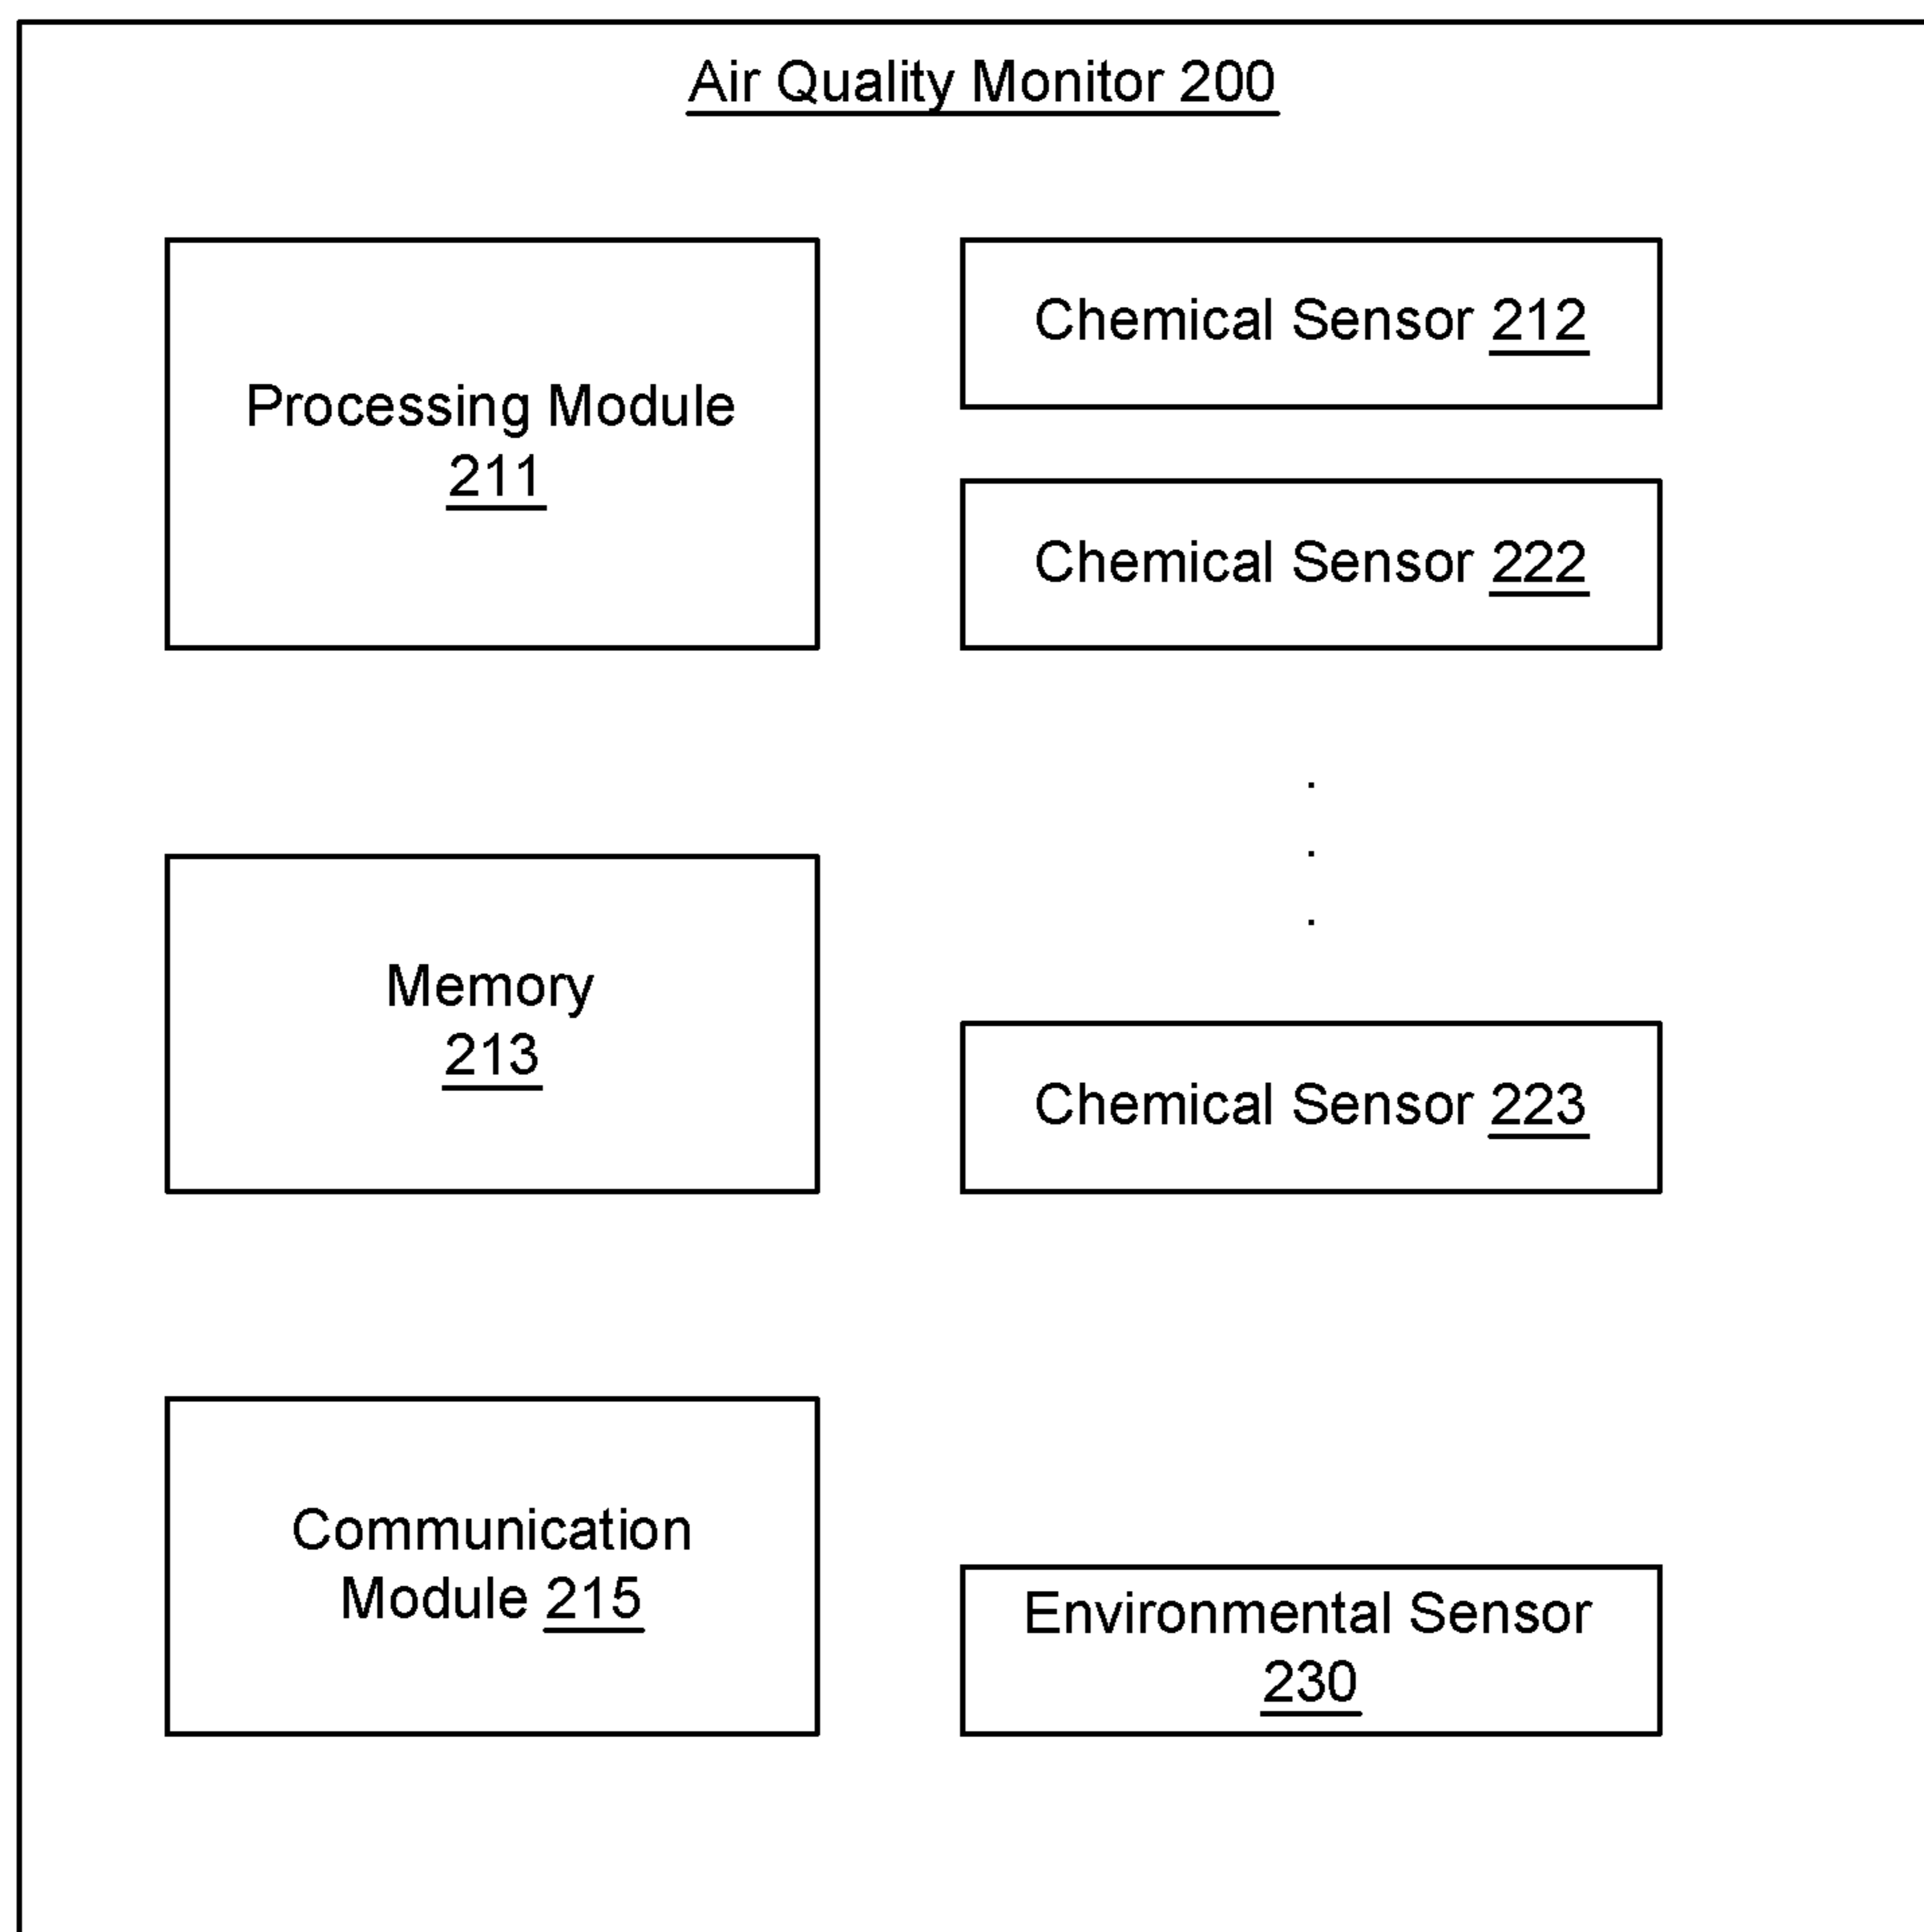 Air Quality Monitor 200
Processing Module
211
Chemical Sensor 212
Chemical Sensor 222
.
.
.
Memory
213
Chemical Sensor 223
Communication
Module 215
Environmental Sensor
230